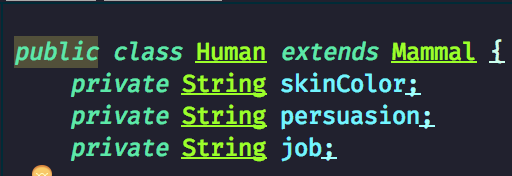 public class Human extends Mammal {
    private String skinColor;
    private String persuasion;
    private String job;